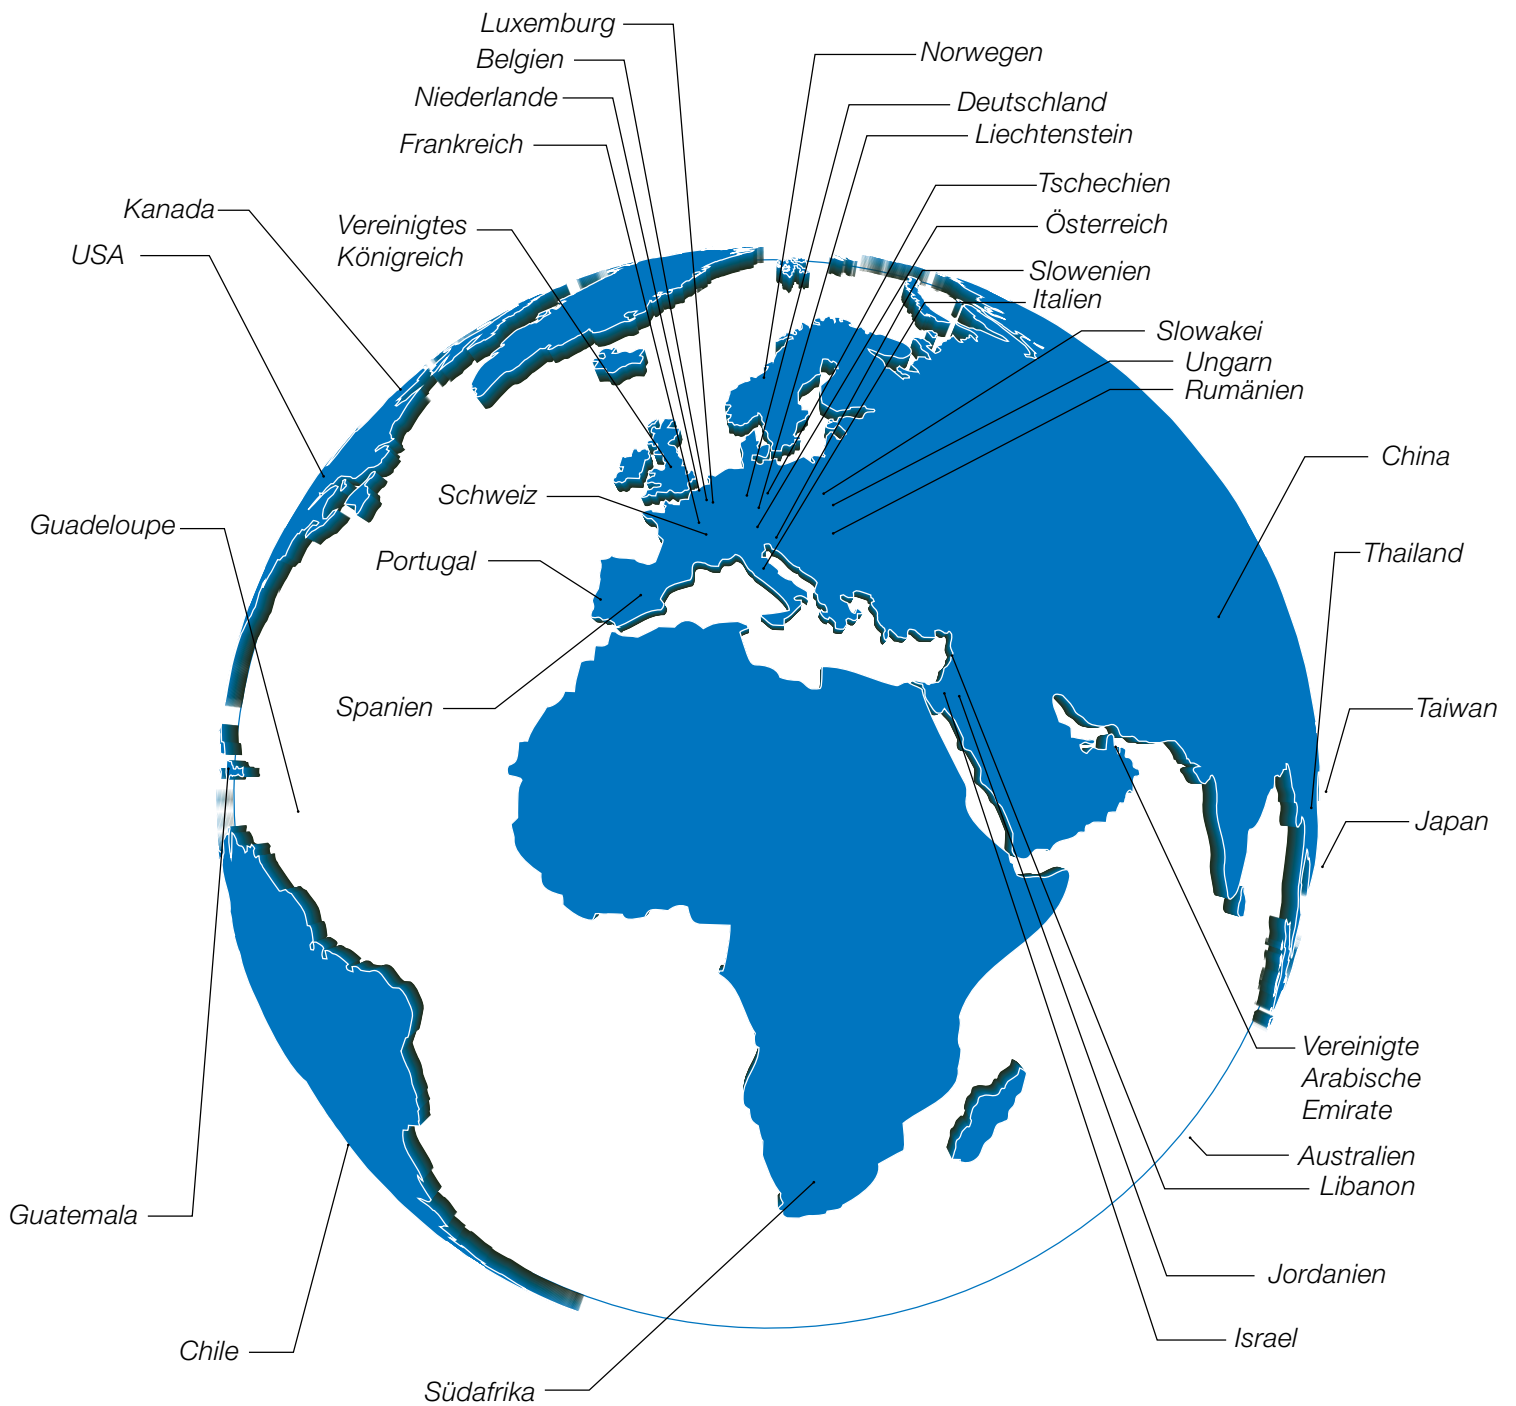 Luxemburg
Belgien
Niederlande
Frankreich
Kanada
USA
Vereinigtes
Königreich
Norwegen
Deutschland
Liechtenstein
Tschechien
Österreich
Slowenien
Italien
Slowakei
Ungarn
Rumänien
China
Schweiz
Guadeloupe
Portugal
Thailand
Spanien
Taiwan
Japan
Vereinigte
Arabische
Emirate
Australien
Libanon
Guatemala
Jordanien
Israel
Chile
Südafrika